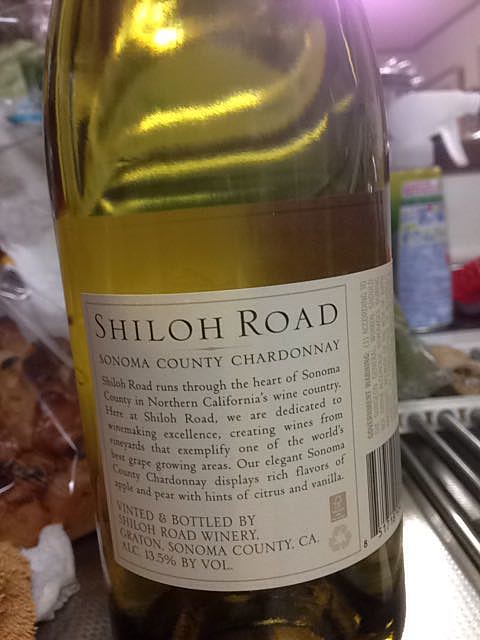 SHILOH ROAD
SONOMA COUNTY CHARDONNAY
Shiloh Road runs through the heart of Sonoma
County in Northern California's wine country.
Here at Shiloh Road, we are dedicated to
winemaking excellence, creating wines from
vineyards that exemplify one of the world's
best grape growing areas. Our elegant Sonoma
County Chardonnay displays rich flavors of
apple and pear with hints of citrus and vanilla.
VINTED & BOTTLED BY
SHILOH ROAD WINERY,
GRATON, SONOMA COUNTY, CA.
ALC. 13.5% BY VOL.
GOVERNMENT WARNING: (1) ACCORDING TO